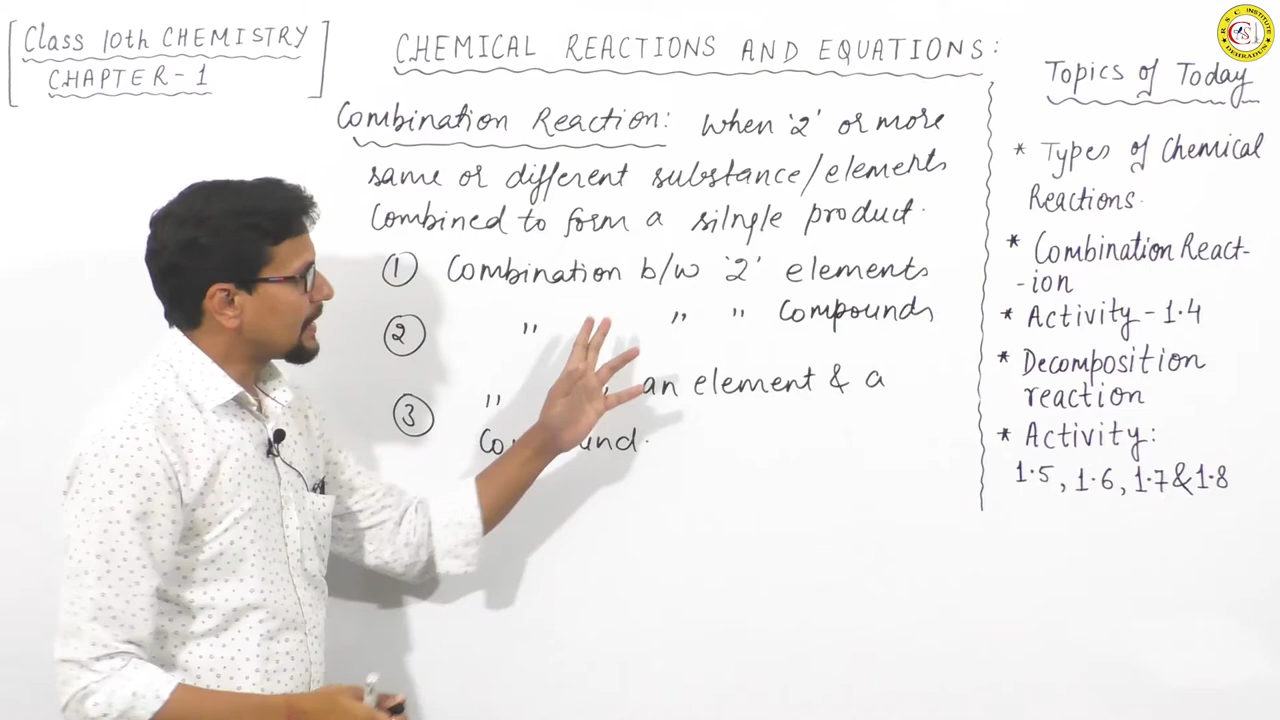 [Class 10th CHEMISTRY
CHAPTER-1]
CHEMICAL REACTIONS AND EQUATIONS:
Combination Reaction: When '2' or more
same or different substance/elements
Combined to form a silngle product.
① Combination b/w '2' elements
② " " " Compounds
③ " an element & a
Topics of Today
* Types of Chemical
Reactions.
* Combination React-
-ion
* Activity - 1.4
* Decomposition
reaction
* Activity:
1.5, 1.6, 1.7 & 1.8
RSC INSTITUTE
DEHRADUN